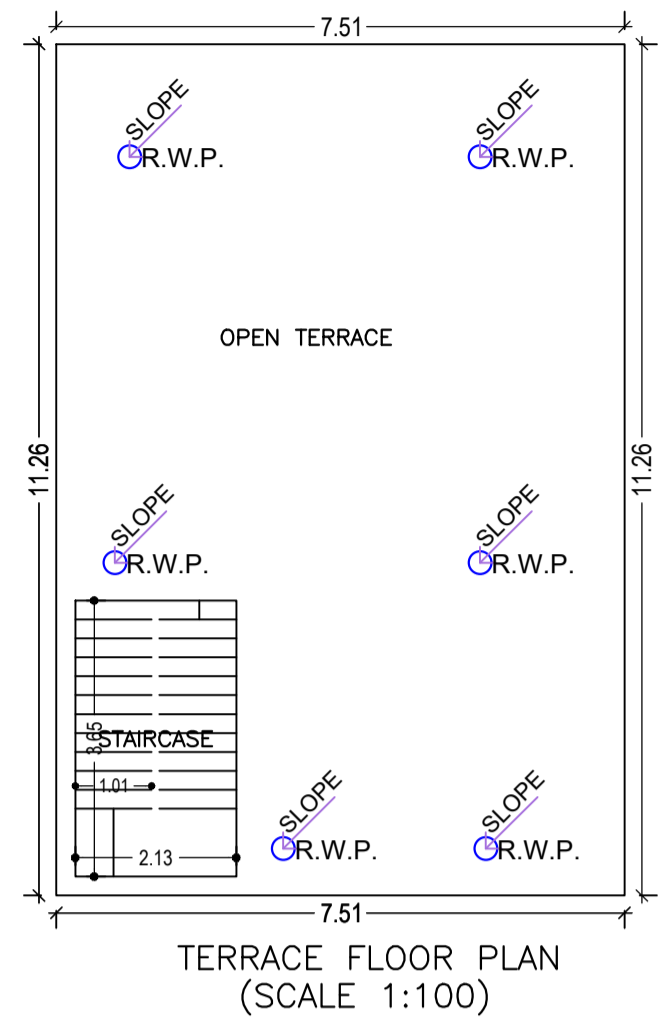 7.51
SLOPE
R.W.P.
SLOPE
R.W.P.
OPEN TERRACE
11.26
11.26
SLOPE
R.W.P.
SLOPE
R.W.P.
3.65
STAIRCASE
1.01
2.13
SLOPE
R.W.P.
SLOPE
R.W.P.
7.51
TERRACE FLOOR PLAN
(SCALE 1:100)